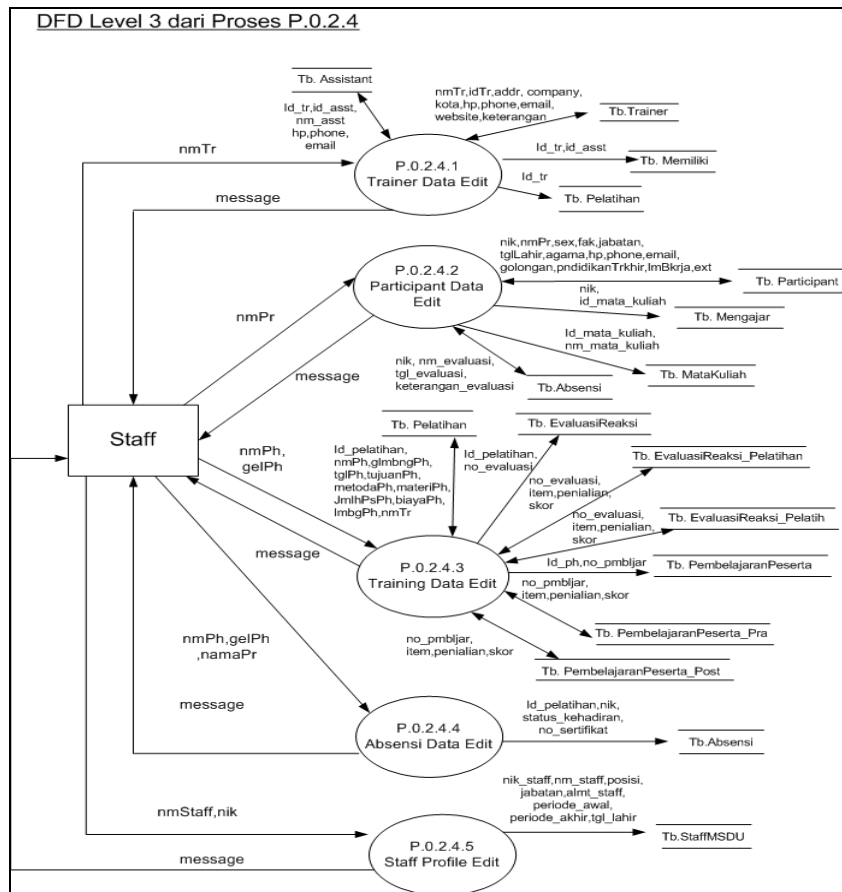 DFD Level 3 dari Proses P.0.2.4
Tb. Assistant
Id_tr,id_asst,
nm_asst
hp,phone,
email
nmTr,idTr,addr, company,
kota,hp,phone,email,
website,keterangan
Tb.Trainer
nmTr
P.0.2.4.1
Trainer Data Edit
Id_tr,id_asst
Tb. Memiliki
Id_tr
Tb. Pelatihan
message
nik,nmPr,sex,fak,jabatan,
tglLahir,agama,hp,phone,email,
golongan,pndidikanTrkhir,lmBkrja,ext
Tb. Participant
P.0.2.4.2
Participant Data
Edit
nik,
id_mata_kuliah
Tb. Mengajar
nmPr
Id_mata_kuliah,
nm_mata_kuliah
Tb. MataKuliah
message
nik, nm_evaluasi,
tgl_evaluasi,
keterangan_evaluasi
Tb.Absensi
Staff
Tb. Pelatihan
Tb. EvaluasiReaksi
nmPh,
gelPh
Id_pelatihan,
nmPh,glmbngPh,
tglPh,tujuanPh,
metodaPh,materiPh,
JmlhPsPh,biayaPh,
lmbgPh,nmTr
Id_pelatihan,
no_evaluasi
Tb. EvaluasiReaksi_Pelatihan
no_evaluasi,
item,penialian,
skor
no_evaluasi,
item,penialian,
skor
Tb. EvaluasiReaksi_Pelatih
message
P.0.2.4.3
Training Data Edit
Id_ph,no_pmbljar
Tb. PembelajaranPeserta
no_pmbljar,
item,penialian,skor
Tb. PembelajaranPeserta_Pra
no_pmbljar,
item,penialian,skor
Tb. PembelajaranPeserta_Post
nmPh,gelPh
,namaPr
message
P.0.2.4.4
Absensi Data Edit
Id_pelatihan,nik,
status_kehadiran,
no_sertifikat
Tb.Absensi
nmStaff,nik
nik_staff,nm_staff,posisi,
jabatan,almt_staff,
periode_awal,
periode_akhir,tgl_lahir
Tb.StaffMSDU
P.0.2.4.5
Staff Profile Edit
message